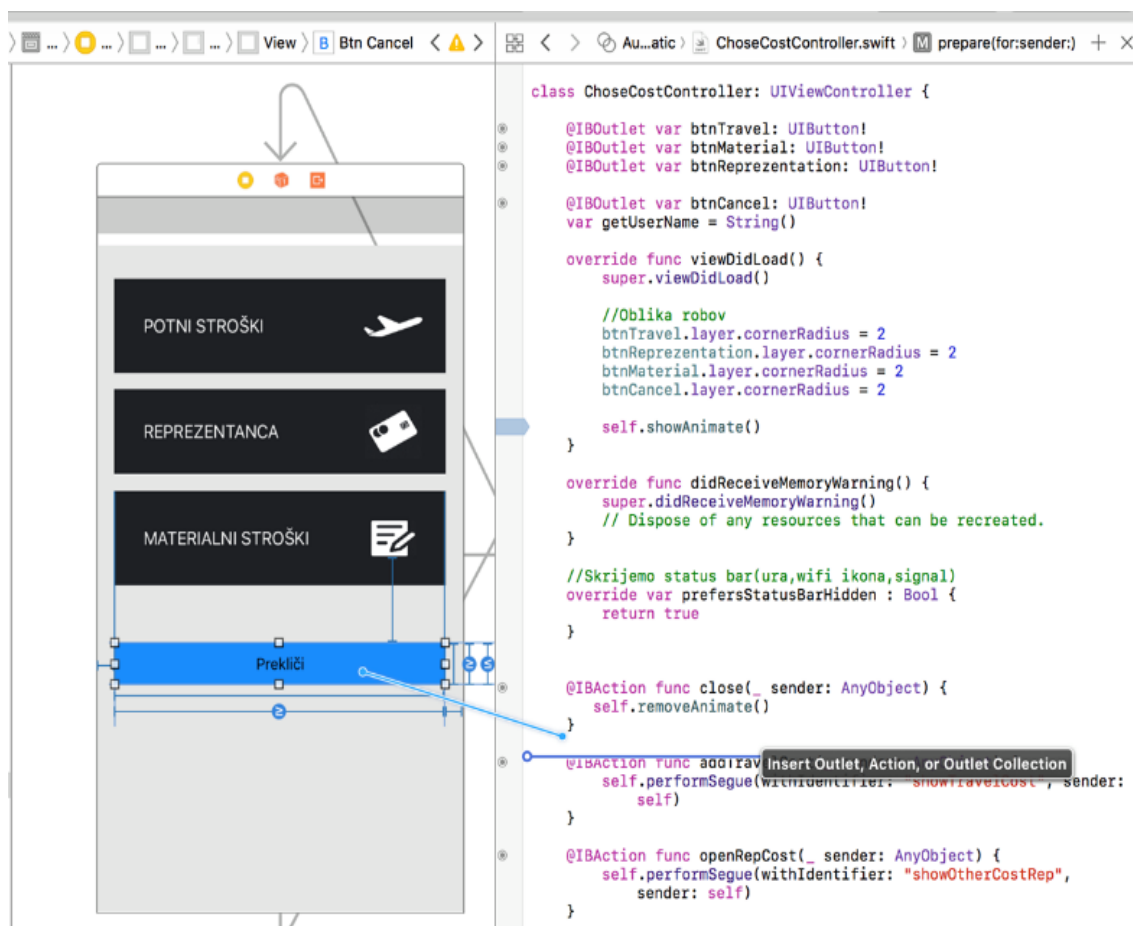 ... ... ... ... View B Btn Cancel
Au...atic ChoseCostController.swift M prepare(for:sender:)
POTNI STROŠKI
REPREZENTANCA
MATERIALNI STROŠKI
Prekliči
class ChoseCostController: UIViewController {
@IBOutlet var btnTravel: UIButton!
@IBOutlet var btnMaterial: UIButton!
@IBOutlet var btnReprezentation: UIButton!
@IBOutlet var btnCancel: UIButton!
var getUserName = String()
override func viewDidLoad() {
super.viewDidLoad()
//Oblika robov
btnTravel.layer.cornerRadius = 2
btnReprezentation.layer.cornerRadius = 2
btnMaterial.layer.cornerRadius = 2
btnCancel.layer.cornerRadius = 2
self.showAnimate()
}
override func didReceiveMemoryWarning() {
super.didReceiveMemoryWarning()
// Dispose of any resources that can be recreated.
}
//Skrijemo status bar(ura,wifi ikona,signal)
override var prefersStatusBarHidden : Bool {
return true
}
@IBAction func close(_ sender: AnyObject) {
self.removeAnimate()
}
@IBAction func
Insert Outlet, Action, or Outlet Collection
self.performSegue(withIdentifier: "showTravelCost", sender:
self)
}
@IBAction func openRepCost(_ sender: AnyObject) {
self.performSegue(withIdentifier: "showOtherCostRep",
sender: self)
}